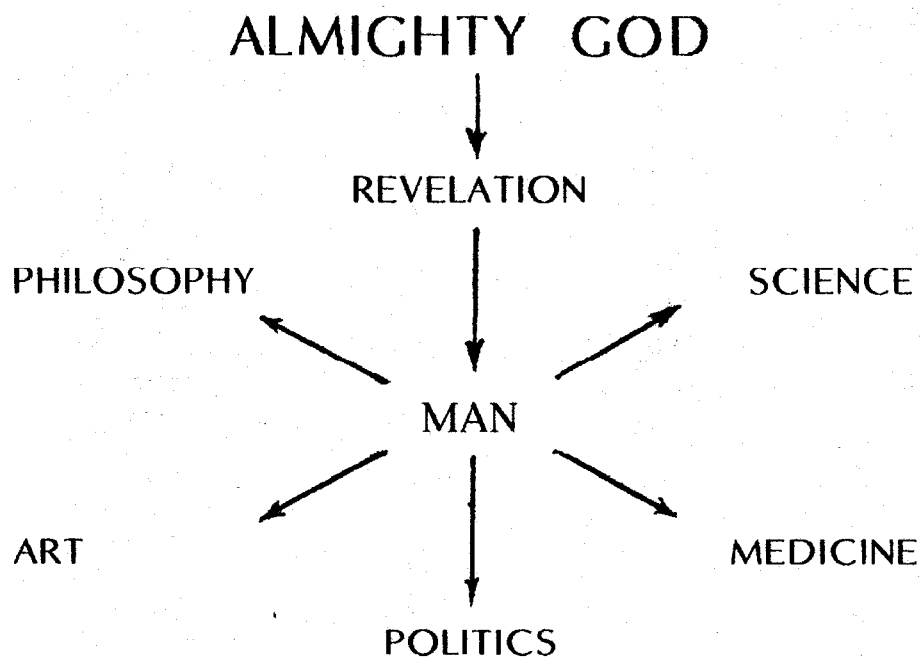 ALMIGHTY GOD
REVELATION
PHILOSOPHY
SCIENCE
MAN
ART
MEDICINE
POLITICS